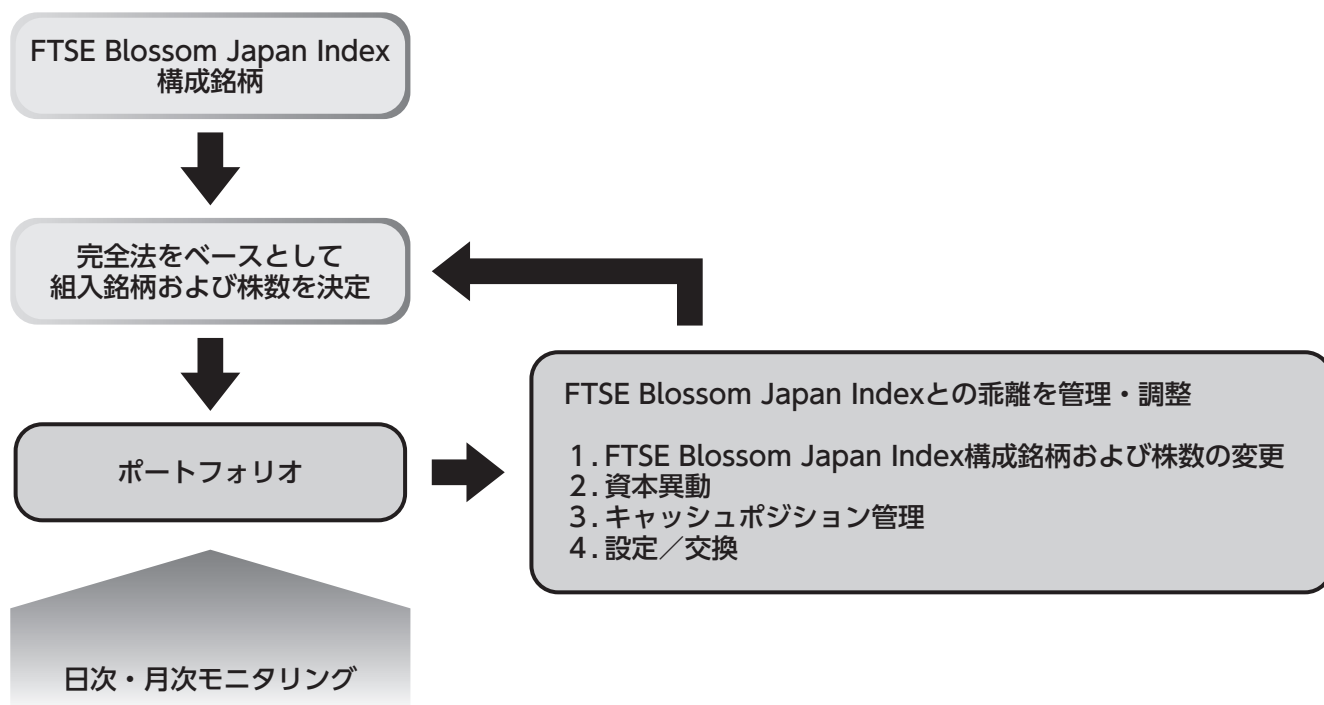 FTSE Blossom Japan Index
構成銘柄
完全法をベースとして
組入銘柄および株数を決定
ポートフォリオ
FTSE Blossom Japan Indexとの乖離を管理・調整
1. FTSE Blossom Japan Index構成銘柄および株数の変更
2. 資本異動
3. キャッシュポジション管理
4. 設定／交換
日次・月次モニタリング